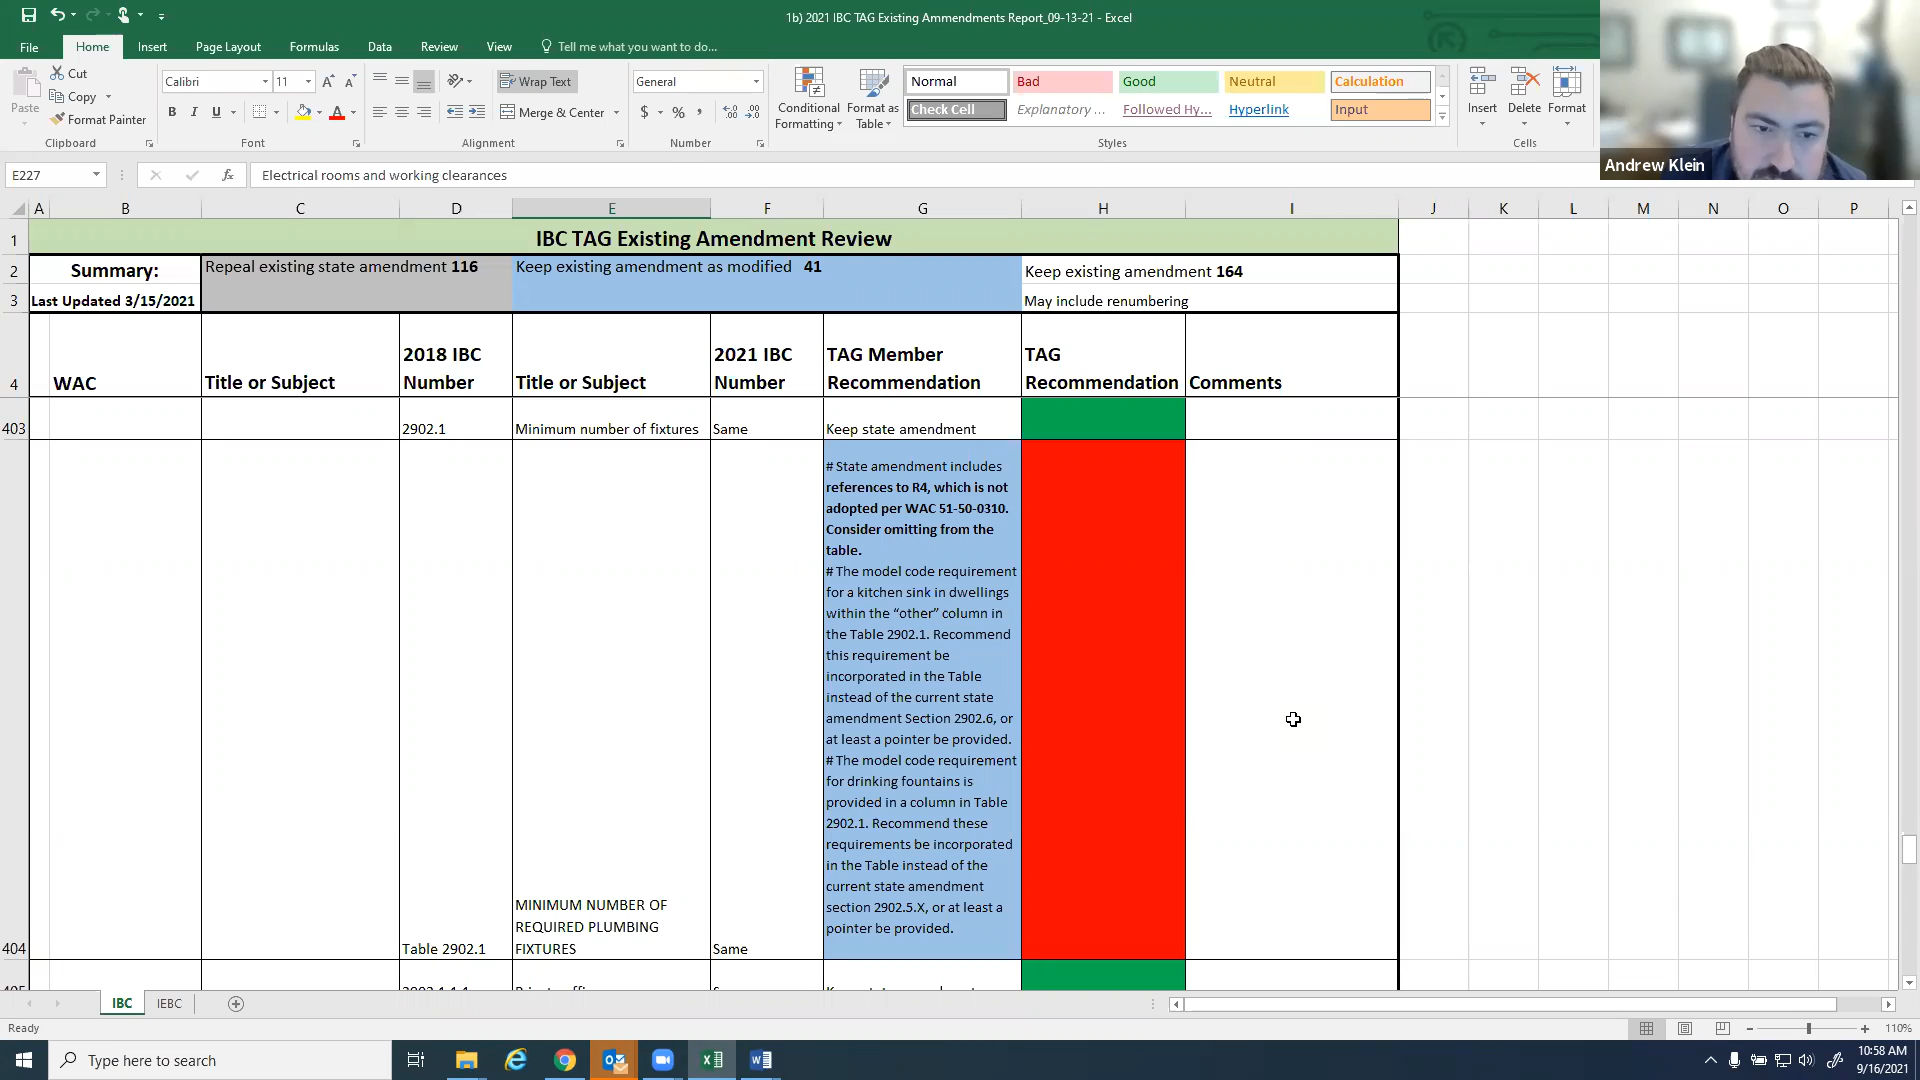 1b) 2021 IBC TAG Existing Ammendments Report_09-13-21 - Excel
File
Home
Insert
Page Layout
Formulas
Data
Review
View
Tell me what you want to do...
Paste
Cut
Copy
Format Painter
Clipboard
Calibri
11
B I U
Font
Wrap Text
Merge & Center
Alignment
General
$ % ,
Number
Conditional Formatting
Format as Table
Normal
Bad
Good
Neutral
Calculation
Check Cell
Explanatory ...
Followed Hy...
Hyperlink
Input
Styles
Insert
Delete
Format
Cells
Andrew Klein
E227
fx
Electrical rooms and working clearances
A B C D E F G H I J K L M N O P
1
IBC TAG Existing Amendment Review
2
Summary:
Repeal existing state amendment 116
Keep existing amendment as modified 41
Keep existing amendment 164
3
Last Updated 3/15/2021
May include renumbering
4
WAC
Title or Subject
2018 IBC
Number
Title or Subject
2021 IBC
Number
TAG Member
Recommendation
TAG
Recommendation
Comments
403
2902.1
Minimum number of fixtures
Same
Keep state amendment
# State amendment includes
references to R4, which is not
adopted per WAC 51-50-0310.
Consider omitting from the
table.
# The model code requirement
for a kitchen sink in dwellings
within the “other” column in
the Table 2902.1. Recommend
this requirement be
incorporated in the Table
instead of the current state
amendment Section 2902.6, or
at least a pointer be provided.
# The model code requirement
for drinking fountains is
provided in a column in Table
2902.1. Recommend these
requirements be incorporated
in the Table instead of the
current state amendment
section 2902.5.X, or at least a
pointer be provided.
404
Table 2902.1
MINIMUM NUMBER OF
REQUIRED PLUMBING
FIXTURES
Same
IBC
IEBC
Ready
110%
Type here to search
10:58 AM
9/16/2021